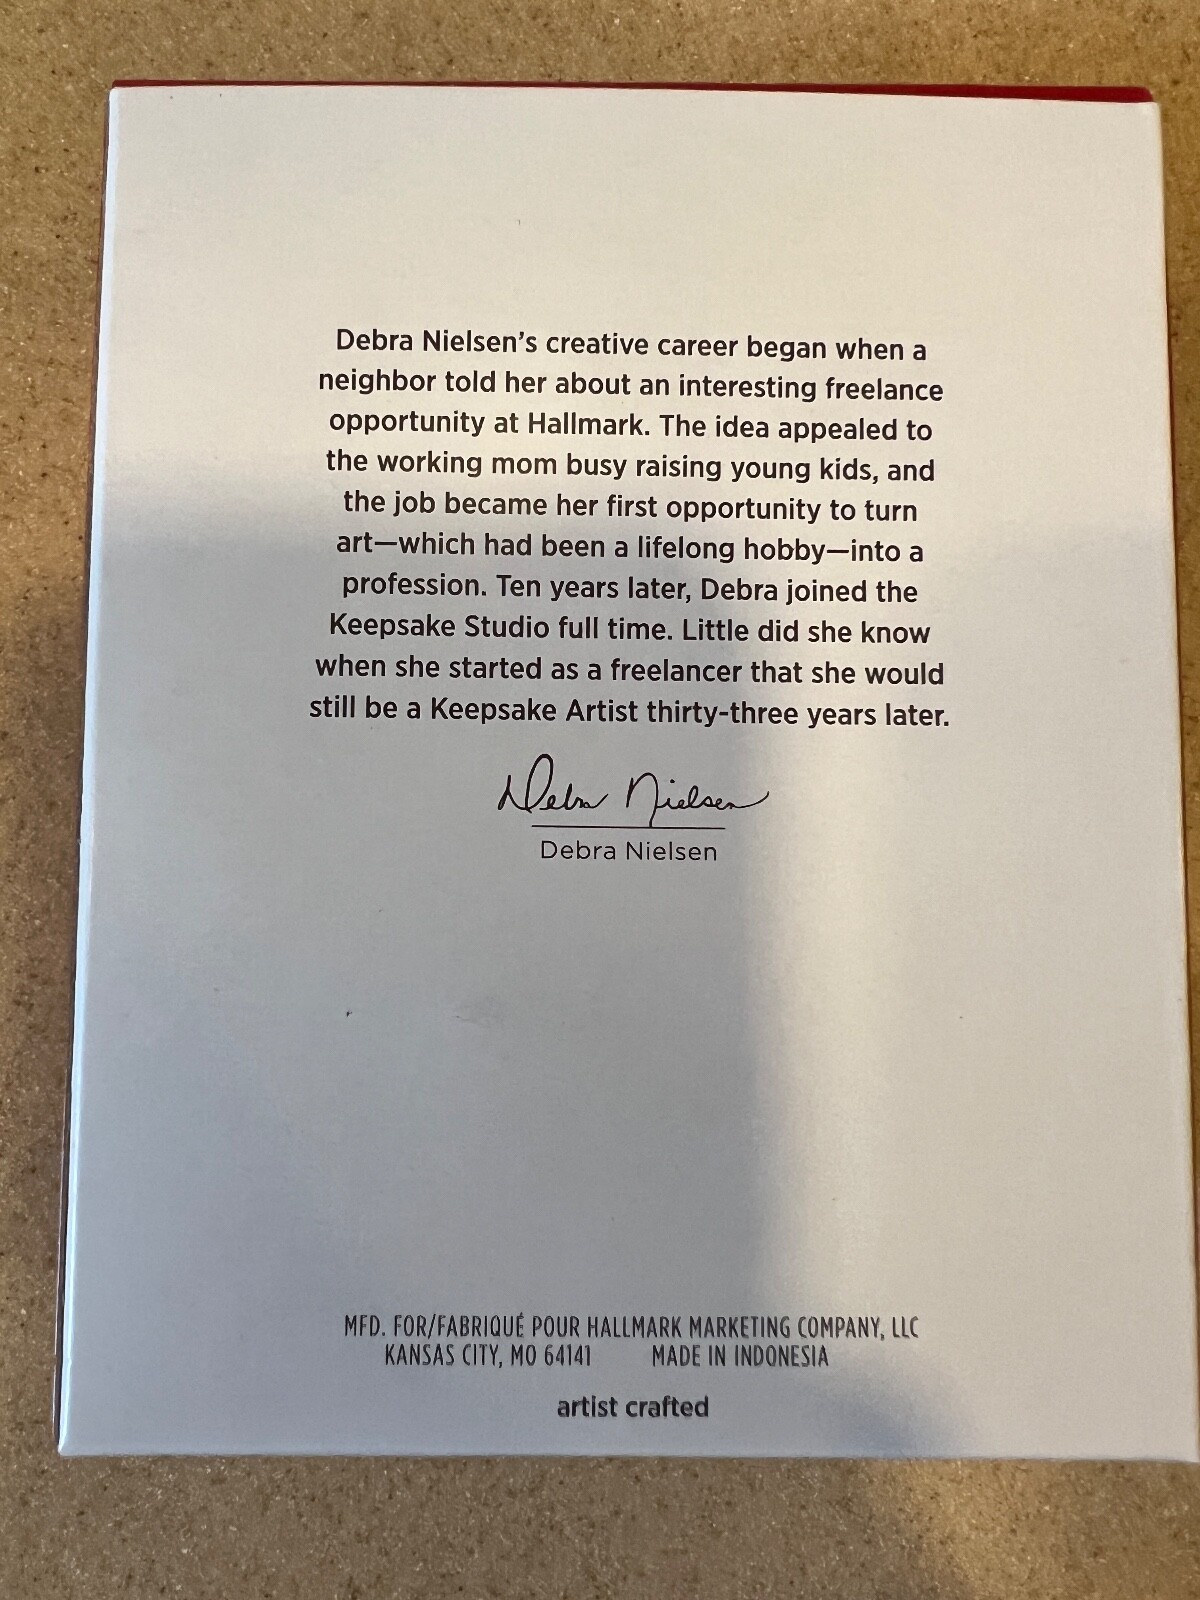 Debra Nielsen’s creative career began when a
neighbor told her about an interesting freelance
opportunity at Hallmark. The idea appealed to
the working mom busy raising young kids, and
the job became her first opportunity to turn
art—which had been a lifelong hobby—into a
profession. Ten years later, Debra joined the
Keepsake Studio full time. Little did she know
when she started as a freelancer that she would
still be a Keepsake Artist thirty-three years later.
Debra Nielsen
Debra Nielsen
MFD. FOR/FABRIQUÉ POUR HALLMARK MARKETING COMPANY, LLC
KANSAS CITY, MO 64141 MADE IN INDONESIA
artist crafted